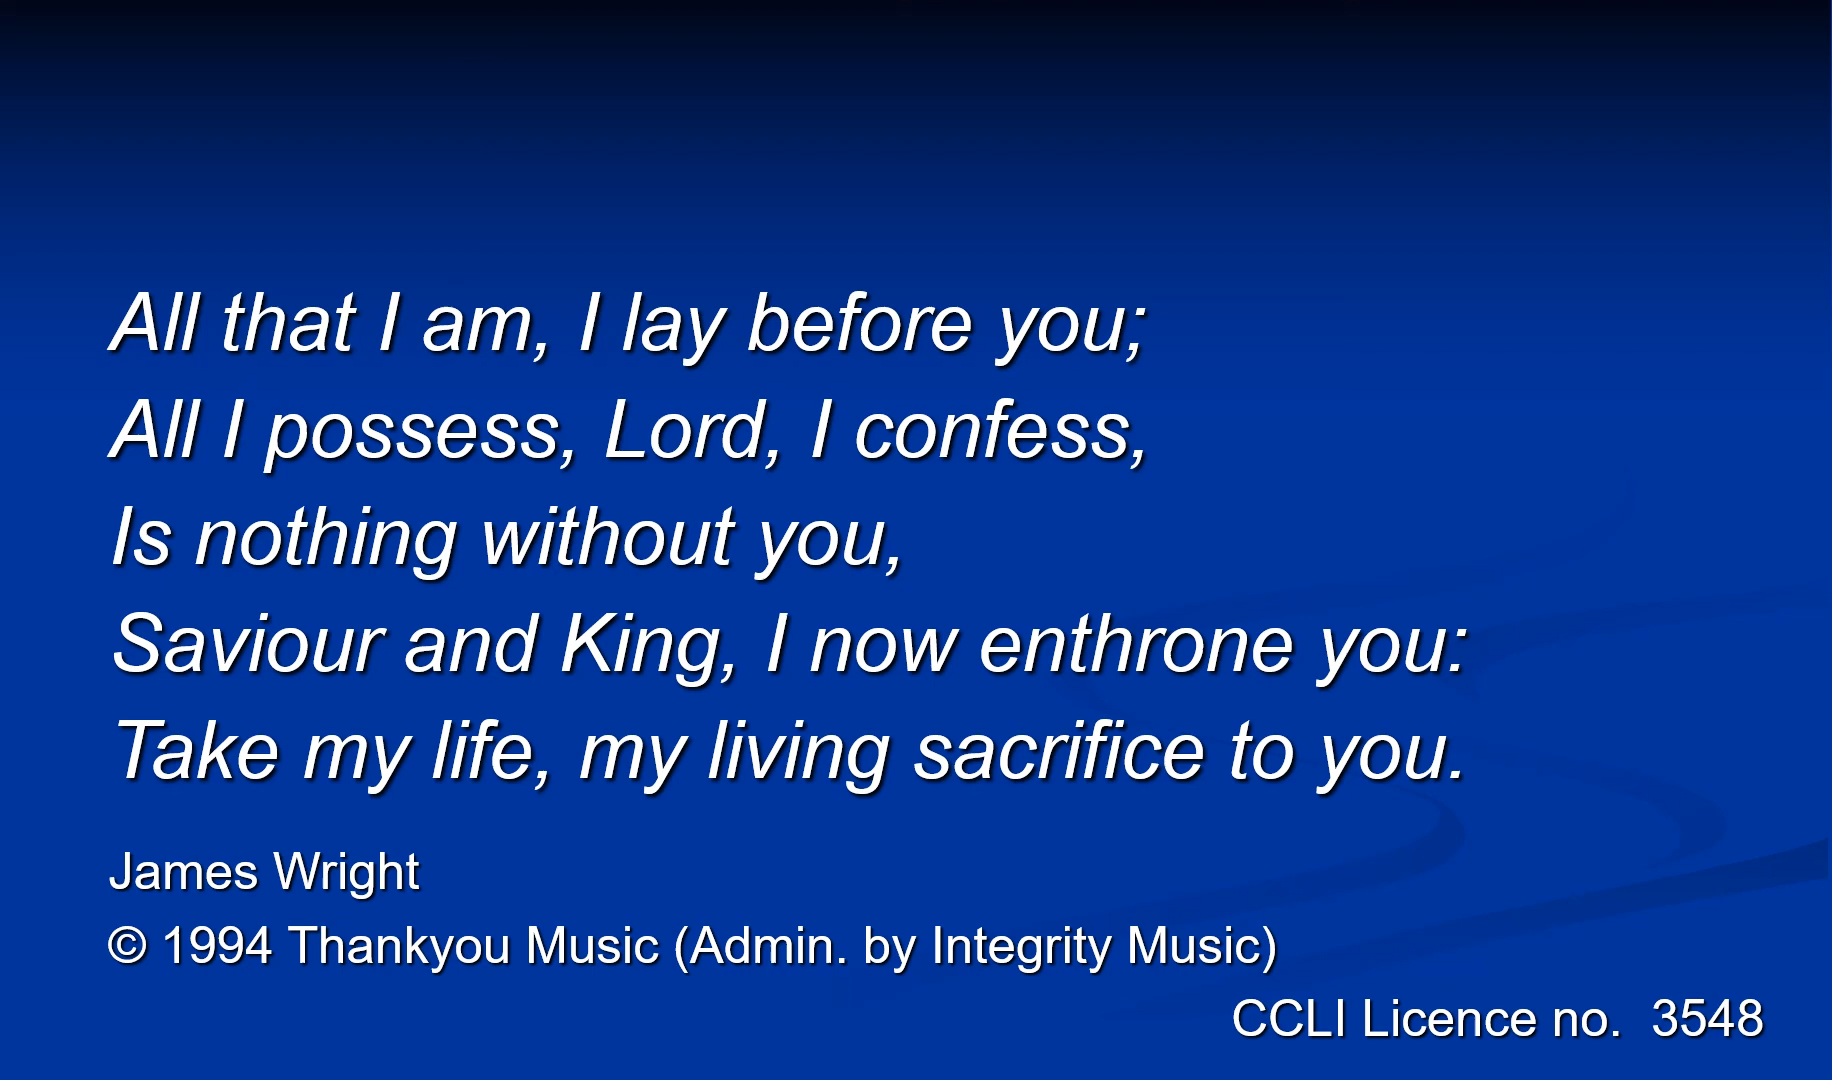 All that I am, I lay before you;
All I possess, Lord, I confess,
Is nothing without you,
Saviour and King, I now enthrone you:
Take my life, my living sacrifice to you.
James Wright
© 1994 Thankyou Music (Admin. by Integrity Music)
CCLI Licence no.  3548